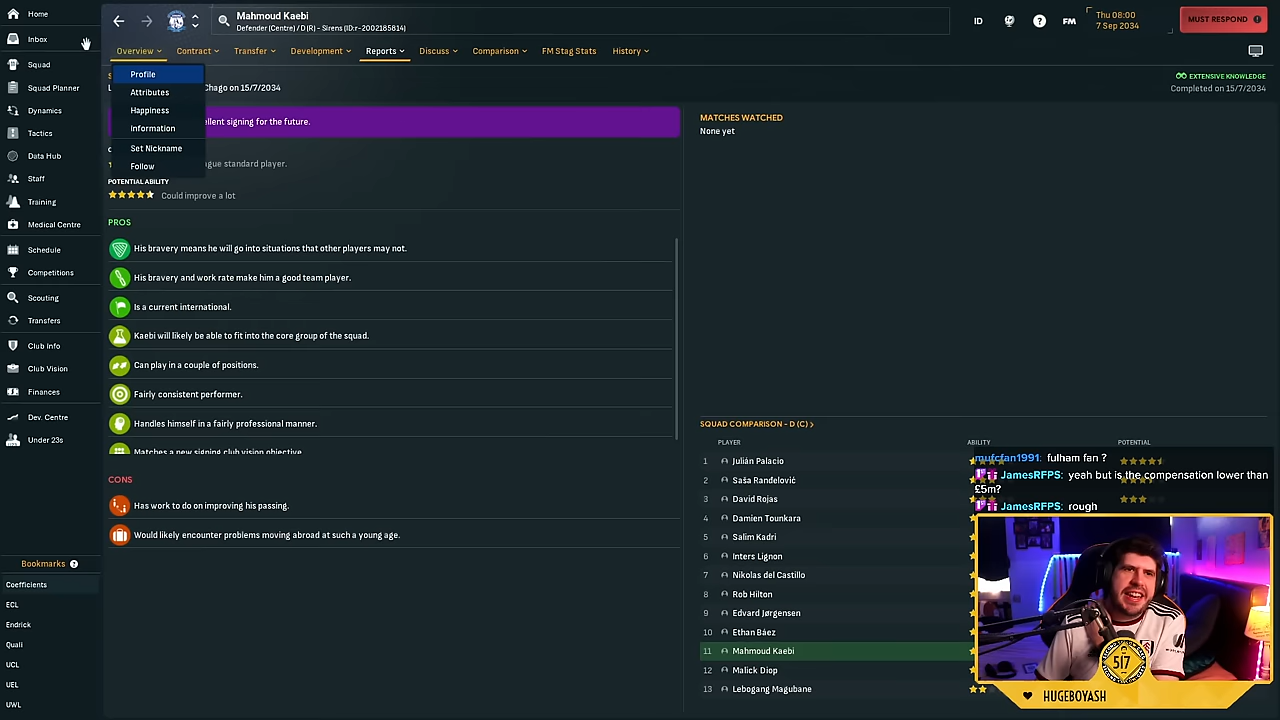 Home
Inbox
Squad
Squad Planner
Dynamics
Tactics
Data Hub
Staff
Training
Medical Centre
Schedule
Competitions
Scouting
Transfers
Club Info
Club Vision
Finances
Dev. Centre
Under 23s
Bookmarks ?
Coefficients
ECL
Endrick
Quali
UCL
UEL
UWL
Mahmoud Kaebi
Defender (Centre) / D (R) - Sirens (ID:r-2002185814)
ID
?
FM
Thu 08:00
7 Sep 2034
MUST RESPOND
Overview
Contract
Transfer
Development
Reports
Discuss
Comparison
FM Stag Stats
History
Profile
Attributes
Happiness
Information
Set Nickname
Follow
Chago on 15/7/2034
EXTENSIVE KNOWLEDGE
Completed on 15/7/2034
ellent signing for the future.
ague standard player.
POTENTIAL ABILITY
Could improve a lot
PROS
His bravery means he will go into situations that other players may not.
His bravery and work rate make him a good team player.
Is a current international.
Kaebi will likely be able to fit into the core group of the squad.
Can play in a couple of positions.
Fairly consistent performer.
Handles himself in a fairly professional manner.
Matches a new signing club vision objective
CONS
Has work to do on improving his passing.
Would likely encounter problems moving abroad at such a young age.
MATCHES WATCHED
None yet
SQUAD COMPARISON - D (C) >
PLAYER
ABILITY
POTENTIAL
1 Julián Palacio
2 Saša Ranđelović
3 David Rojas
4 Damien Tounkara
5 Salim Kadri
6 Inters Lignon
7 Nikolas del Castillo
8 Rob Hilton
9 Edvard Jørgensen
10 Ethan Báez
11 Mahmoud Kaebi
12 Malick Diop
13 Lebogang Magubane
mufcfan1991: fulham fan ?
JamesRFPS: yeah but is the compensation lower than
£5m?
JamesRFPS: rough
517
HUGEBOYASH